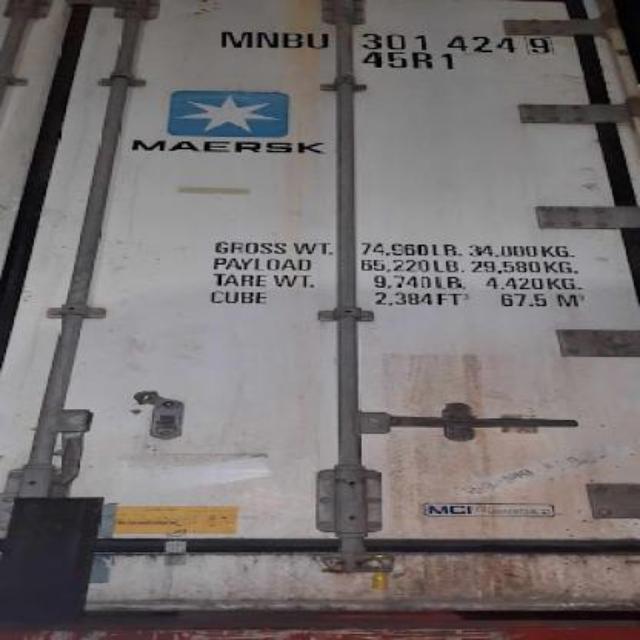 MNBU 301 424 9
45R1
MAERSK
GROSS WT. 74,960LB. 34,000KG.
PAYLOAD 65,220LB. 29,580KG.
TARE WT. 9,740LB. 4,420KG.
CUBE 2,384FT³ 67.5 M³
MCI